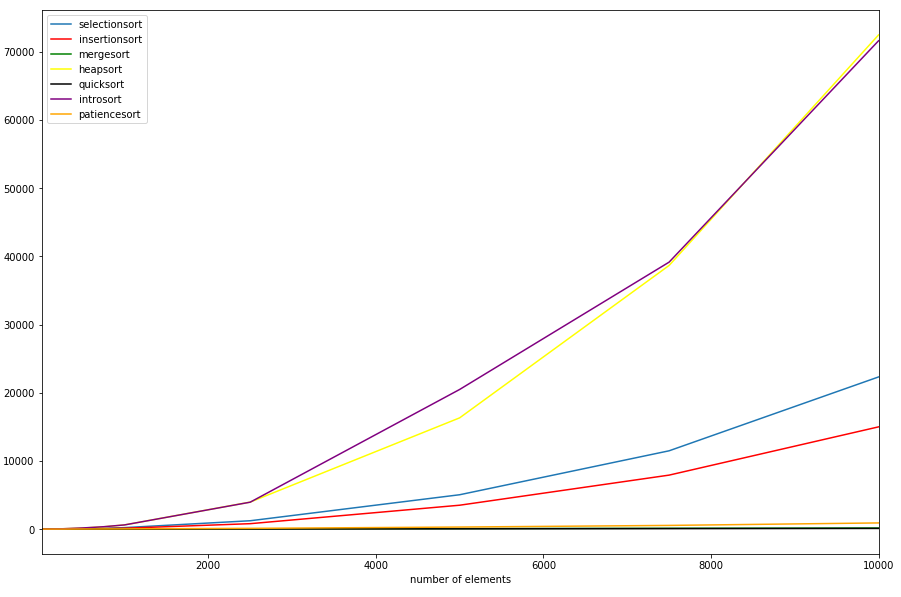 selectionsort
insertionsort
mergesort
heapsort
quicksort
introsort
patiencesort
70000
60000
50000
40000
30000
20000
10000
0
2000 4000 6000 8000 10000
number of elements